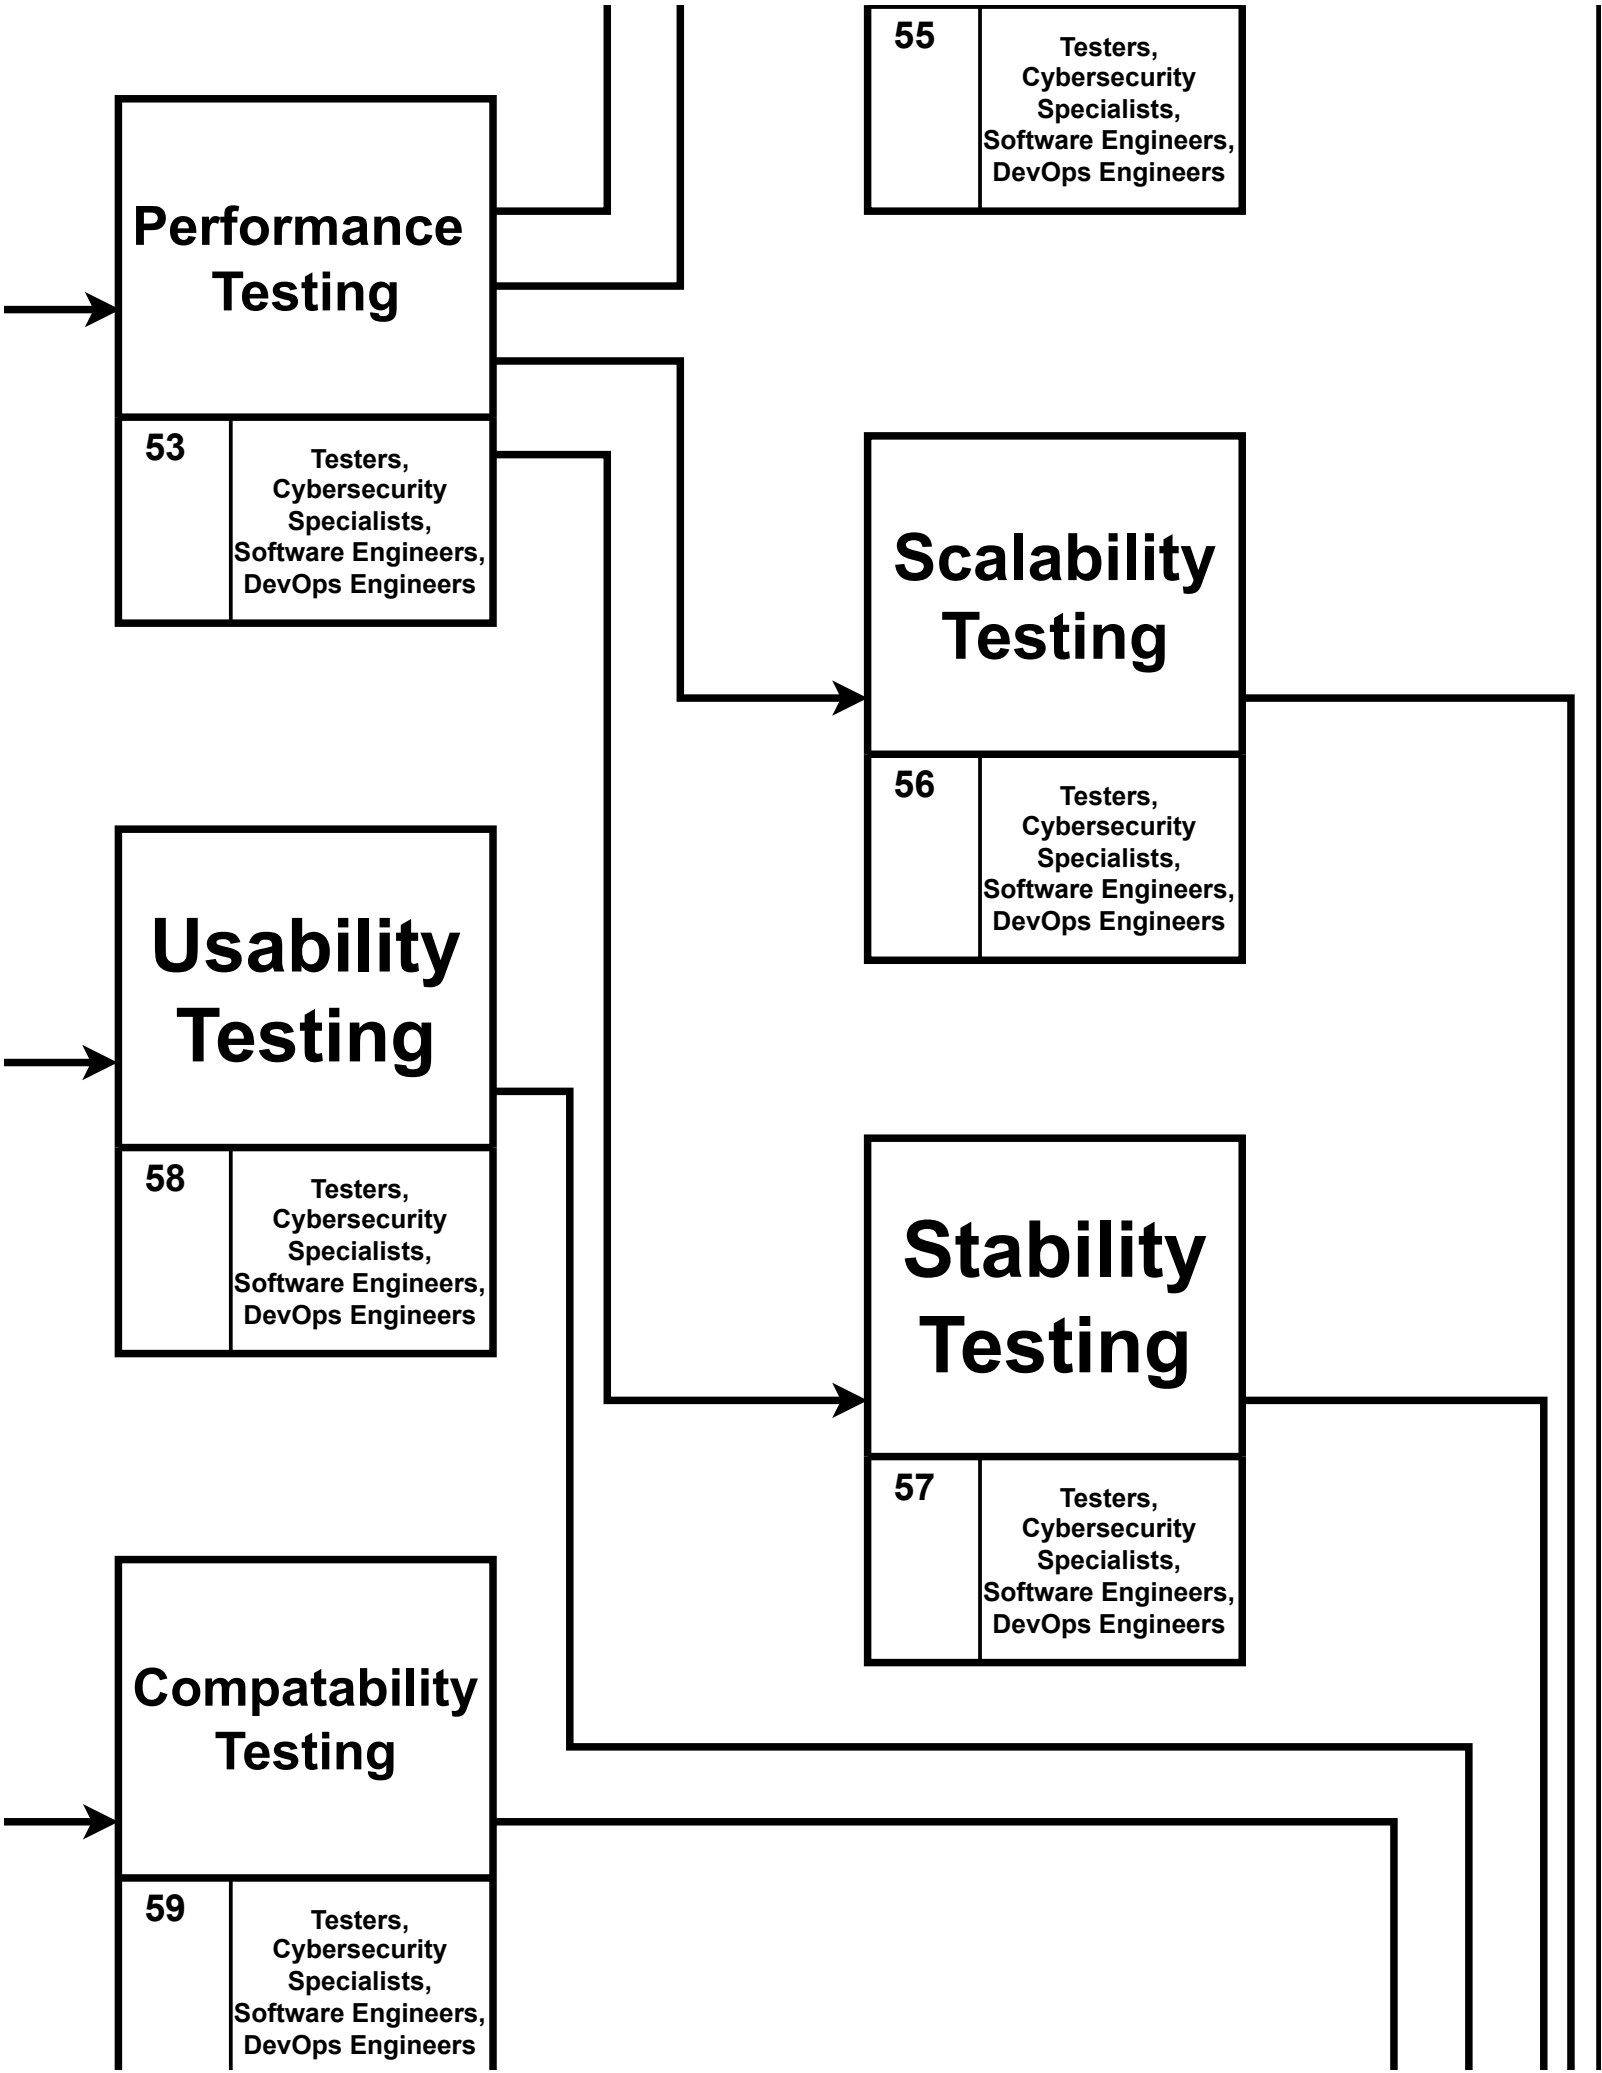 55
Testers,
Cybersecurity
Specialists,
Software Engineers,
DevOps Engineers
Performance
Testing
53
Testers,
Cybersecurity
Specialists,
Software Engineers,
DevOps Engineers
Scalability
Testing
56
Testers,
Cybersecurity
Specialists,
Software Engineers,
DevOps Engineers
Usability
Testing
58
Testers,
Cybersecurity
Specialists,
Software Engineers,
DevOps Engineers
Stability
Testing
57
Testers,
Cybersecurity
Specialists,
Software Engineers,
DevOps Engineers
Compatability
Testing
59
Testers,
Cybersecurity
Specialists,
Software Engineers,
DevOps Engineers